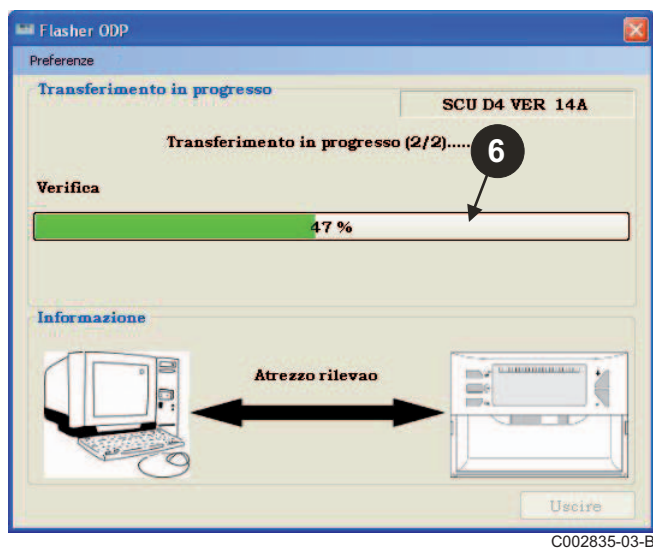 Flasher ODP
Preferenze
Transferimento in progresso
SCU D4 VER 14A
Transferimento in progresso (2/2).....
6
Verifica
47 %
Informazione
Atrezzo rilevao
Uscire
C002835-03-B